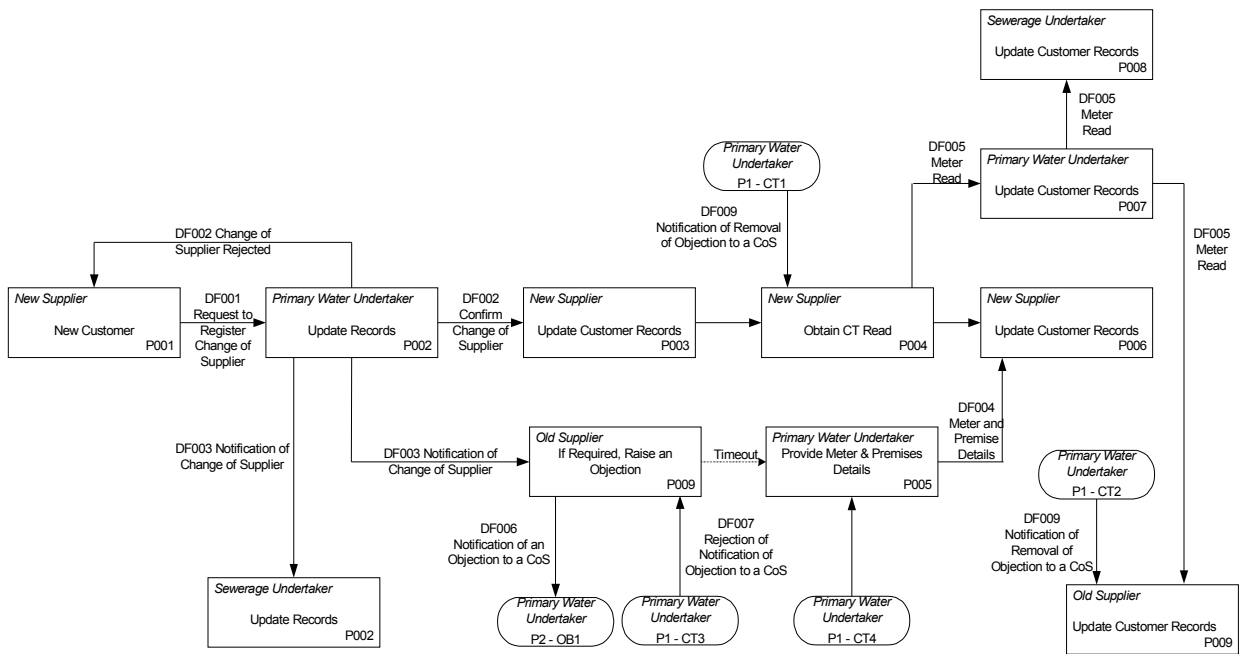 Sewerage Undertaker
Update Customer Records
P008
DF005
Meter
Read
Primary Water
Undertaker
P1 - CT1
DF005
Meter
Read
Primary Water Undertaker
Update Customer Records
P007
DF009
Notification of Removal
of Objection to a CoS
DF005
Meter
Read
DF002 Change of
Supplier Rejected
New Supplier
New Customer
P001
DF001
Request to
Register
Change of
Supplier
Primary Water Undertaker
Update Records
P002
DF002
Confirm
Change of
Supplier
New Supplier
Update Customer Records
P003
New Supplier
Obtain CT Read
P004
New Supplier
Update Customer Records
P006
DF003 Notification of
Change of Supplier
DF003 Notification of
Change of Supplier
Old Supplier
If Required, Raise an
Objection
P009
Timeout
Primary Water Undertaker
Provide Meter & Premises
Details
P005
DF004
Meter and
Premise
Details
Primary Water
Undertaker
P1 - CT2
DF006
Notification of an
Objection to a CoS
DF007
Rejection of
Notification of
Objection to a CoS
DF009
Notification of
Removal of
Objection to a CoS
Sewerage Undertaker
Update Records
P002
Primary Water
Undertaker
P2 - OB1
Primary Water
Undertaker
P1 - CT3
Primary Water
Undertaker
P1 - CT4
Old Supplier
Update Customer Records
P009